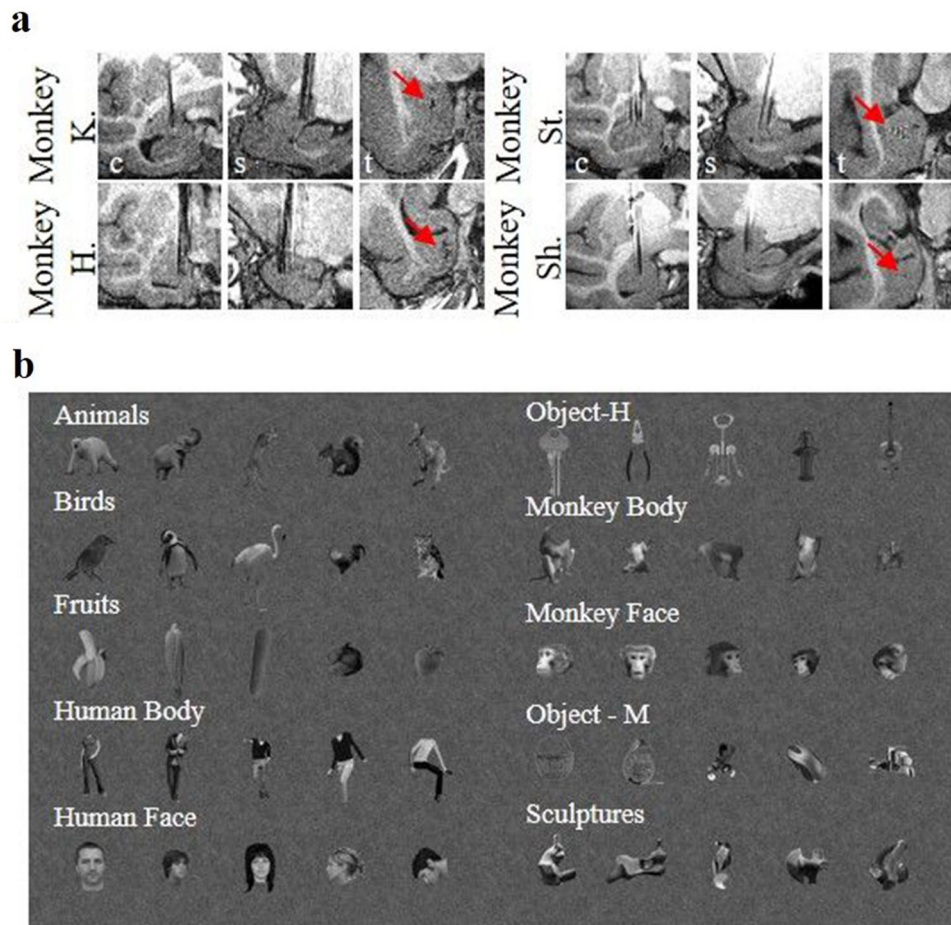 a
Monkey K.
c
s
t
Monkey St.
c
s
t
Monkey H.
Monkey Sh.
b
Animals
Object-H
Birds
Monkey Body
Fruits
Monkey Face
Human Body
Object - M
Human Face
Sculptures